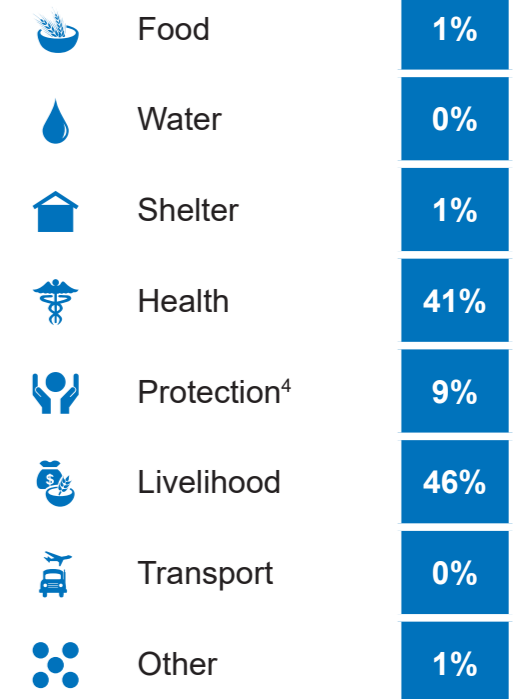 Food 1%
Water 0%
Shelter 1%
Health 41%
Protection⁴ 9%
$ Livelihood 46%
Transport 0%
Other 1%